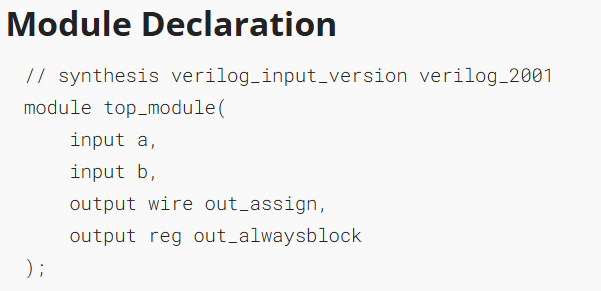 Module Declaration
// synthesis verilog_input_version verilog_2001
module top_module(
    input a,
    input b,
    output wire out_assign,
    output reg out_alwaysblock
);